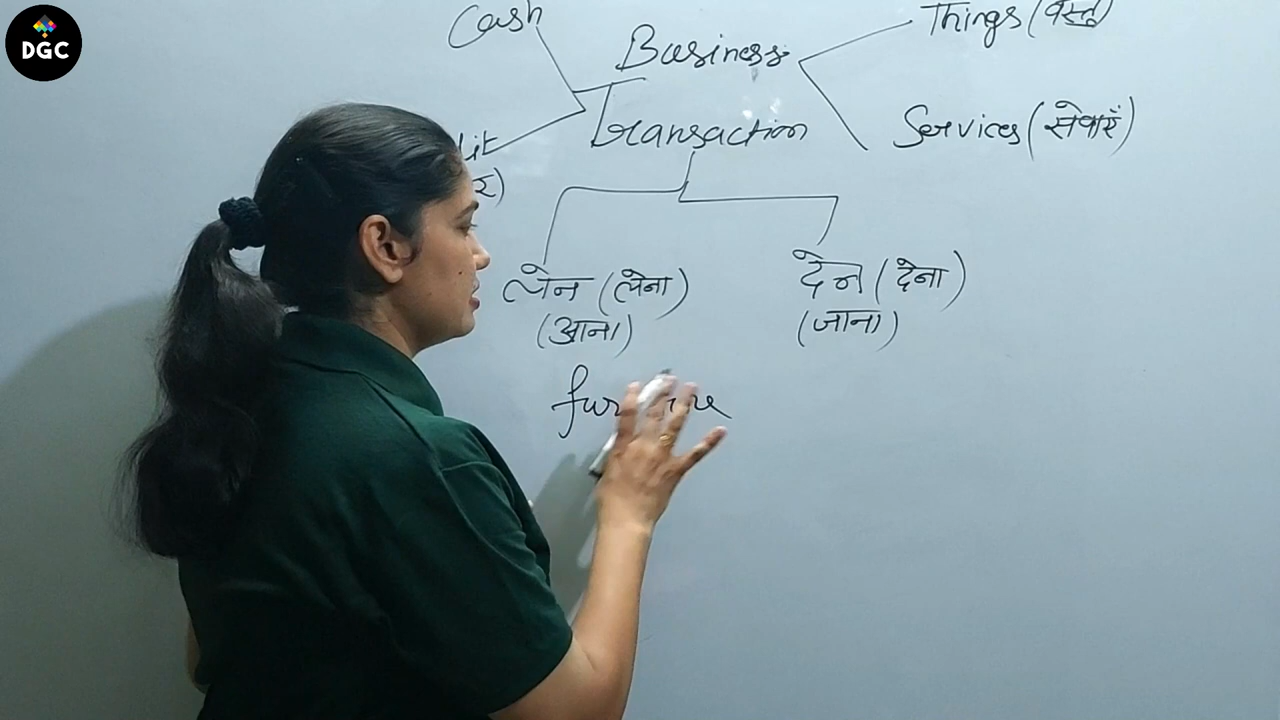 DGC
Cash
Business
Things (वस्तु)
Transaction
Services (सेवाएँ)
लेन (लेना)
(आना)
देन (देना)
(जाना)